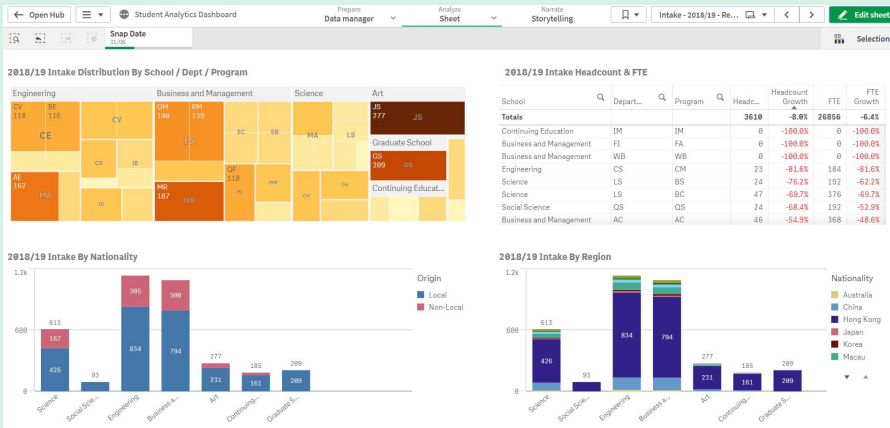 Open Hub
Student Analytics Dashboard
Prepare
Data manager
Analyze
Sheet
Narrate
Storytelling
Intake - 2018/19 - Re...
Edit sheet
Snap Date
31/08
Selection
2018/19 Intake Distribution By School / Dept / Program
Engineering
Business and Management
Science
Art
CV
118
BE
116
CE
CV
CS
IE
AE
162
MA
OM
140
RM
139
EC
SB
MR
187
QF
118
MA
LS
JS
277
JS
Graduate School
GS
209
GS
Continuing Educat...
2018/19 Intake Headcount & FTE
School Depart... Program Headc... Headcount Growth FTE FTE Growth
Totals 3610 -8.0% 26856 -6.4%
Continuing Education IM IM 0 -100.0% 0 -100.0%
Business and Management FI FA 0 -100.0% 0 -100.0%
Business and Management WB WB 0 -100.0% 0 -100.0%
Engineering CS CM 23 -81.6% 184 -81.6%
Science LS BS 24 -76.2% 192 -62.2%
Science LS BC 47 -69.7% 376 -69.7%
Social Science QS QS 24 -68.4% 192 -52.9%
Business and Management AC AC 46 -54.9% 368 -48.6%
2018/19 Intake By Nationality
1.2k
600
0
613
187
426
93
305
834
300
794
277
231
185
161
209
209
Science
Social Scie...
Engineering
Business a...
Art
Continuing...
Graduate S...
Origin
Local
Non-Local
2018/19 Intake By Region
1.2k
600
0
613
426
93
834
794
277
231
185
161
209
209
Science
Social Scie...
Engineering
Business a...
Art
Continuing...
Graduate S...
Nationality
Australia
China
Hong Kong
Japan
Korea
Macau